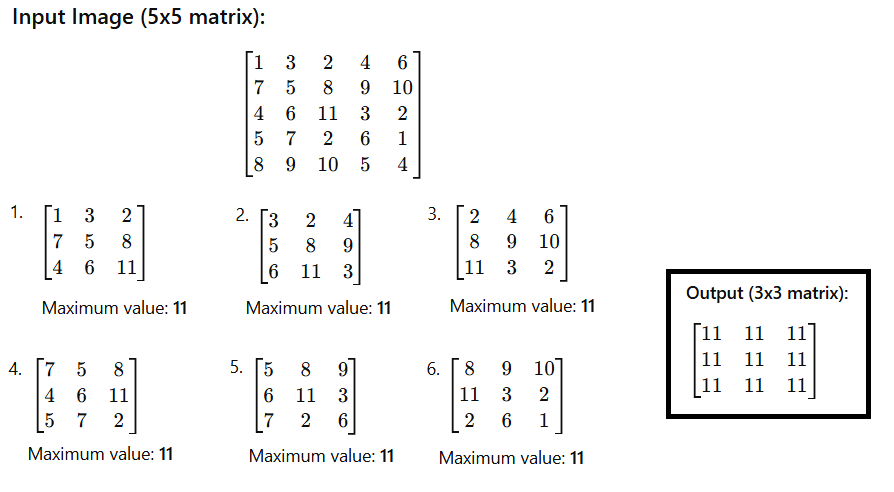 Input Image (5x5 matrix):
1 3 2 4 6
7 5 8 9 10
4 6 11 3 2
5 7 2 6 1
8 9 10 5 4
1.
1 3 2
7 5 8
4 6 11
Maximum value: 11
2.
3 2 4
5 8 9
6 11 3
Maximum value: 11
3.
2 4 6
8 9 10
11 3 2
Maximum value: 11
4.
7 5 8
4 6 11
5 7 2
Maximum value: 11
5.
5 8 9
6 11 3
7 2 6
Maximum value: 11
6.
8 9 10
11 3 2
2 6 1
Maximum value: 11
Output (3x3 matrix):
11 11 11
11 11 11
11 11 11